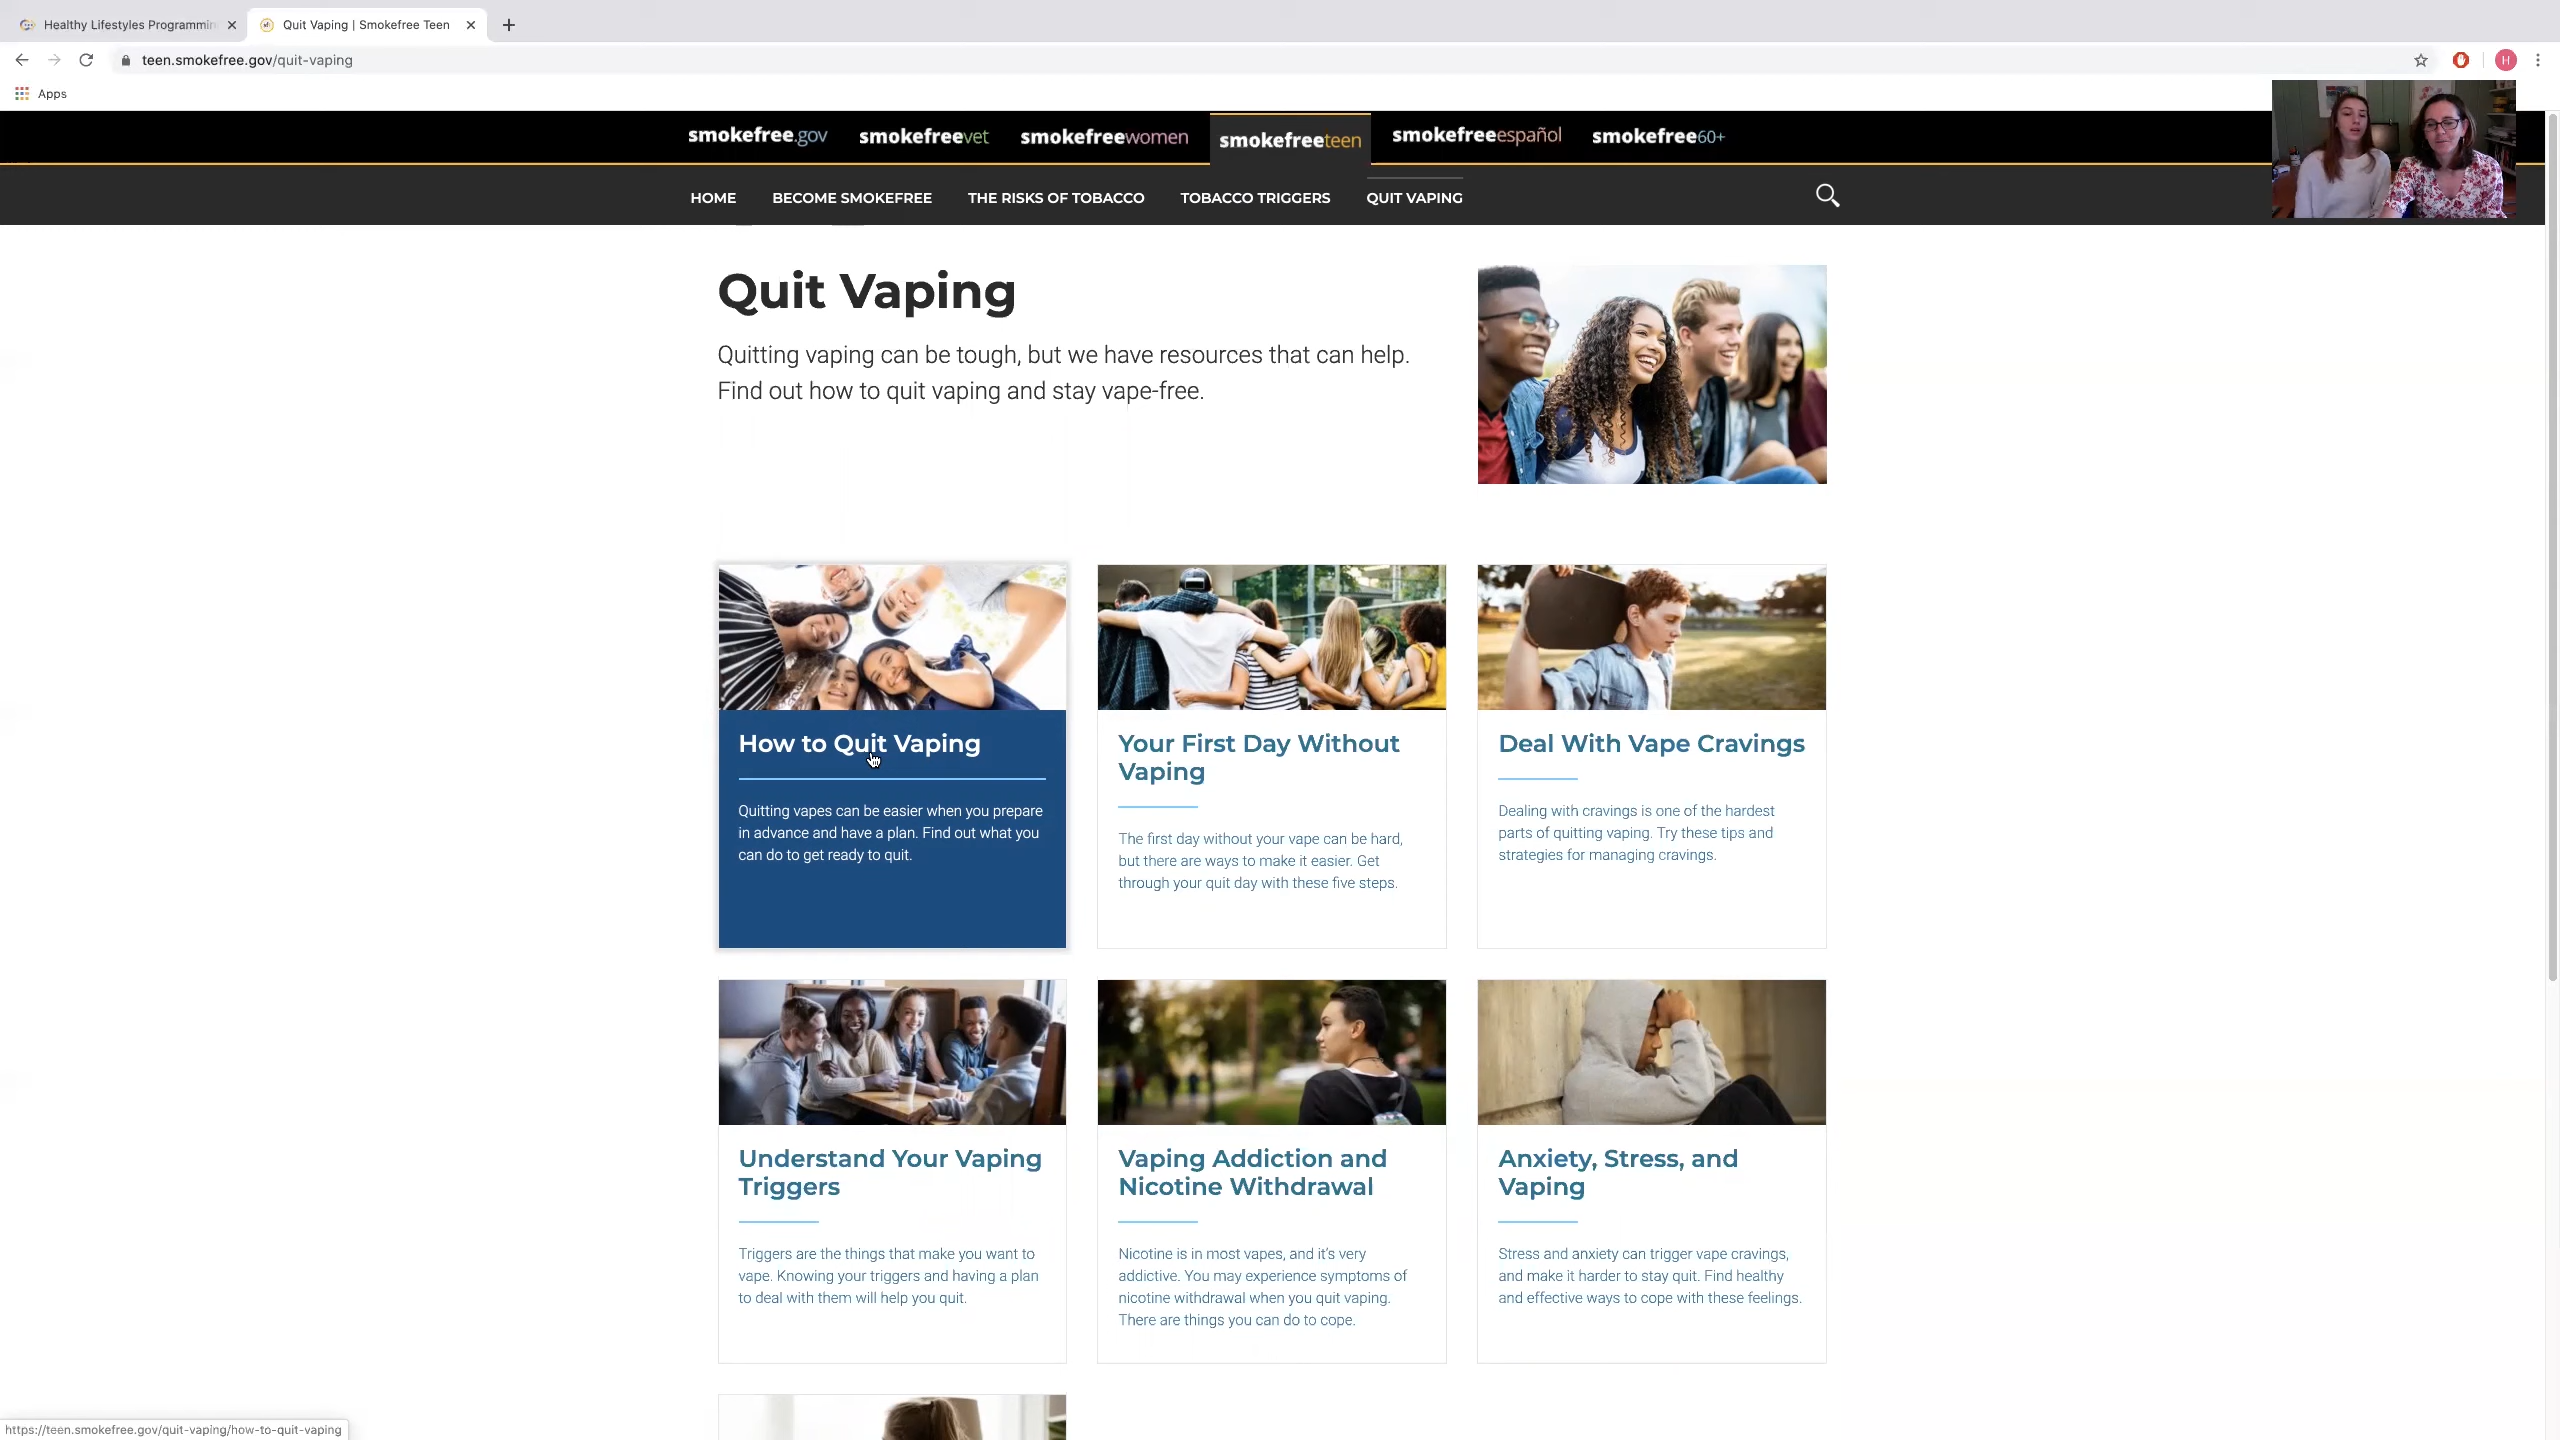 Healthy Lifestyles Programmin
Quit Vaping | Smokefree Teen
teen.smokefree.gov/quit-vaping
H
Apps
smokefree.gov
smokefreevet
smokefreewomen
smokefreeteen
smokefreeespañol
smokefree60+
HOME
BECOME SMOKEFREE
THE RISKS OF TOBACCO
TOBACCO TRIGGERS
QUIT VAPING
Quit Vaping
Quitting vaping can be tough, but we have resources that can help.
Find out how to quit vaping and stay vape-free.
How to Quit Vaping
Quitting vapes can be easier when you prepare
in advance and have a plan. Find out what you
can do to get ready to quit.
Your First Day Without
Vaping
The first day without your vape can be hard,
but there are ways to make it easier. Get
through your quit day with these five steps.
Deal With Vape Cravings
Dealing with cravings is one of the hardest
parts of quitting vaping. Try these tips and
strategies for managing cravings.
Understand Your Vaping
Triggers
Triggers are the things that make you want to
vape. Knowing your triggers and having a plan
to deal with them will help you quit.
Vaping Addiction and
Nicotine Withdrawal
Nicotine is in most vapes, and it's very
addictive. You may experience symptoms of
nicotine withdrawal when you quit vaping.
There are things you can do to cope.
Anxiety, Stress, and
Vaping
Stress and anxiety can trigger vape cravings,
and make it harder to stay quit. Find healthy
and effective ways to cope with these feelings.
https://teen.smokefree.gov/quit-vaping/how-to-quit-vaping